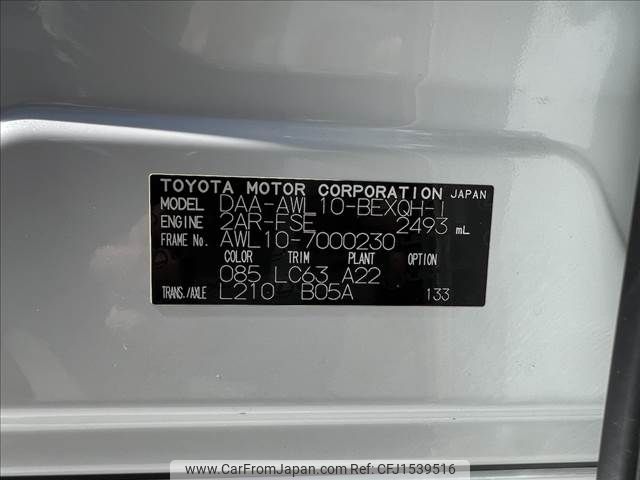 TOYOTA MOTOR CORPORATION JAPAN
MODEL DAA-AWL10-BEXQH-I
ENGINE 2AR-FSE 2493 mL
FRAME No. AWL10-7000230
COLOR TRIM PLANT OPTION
085 LC63 A22
TRANS./AXLE L210 B05A 133
www.CarFromJapan.com - CFJ1539516